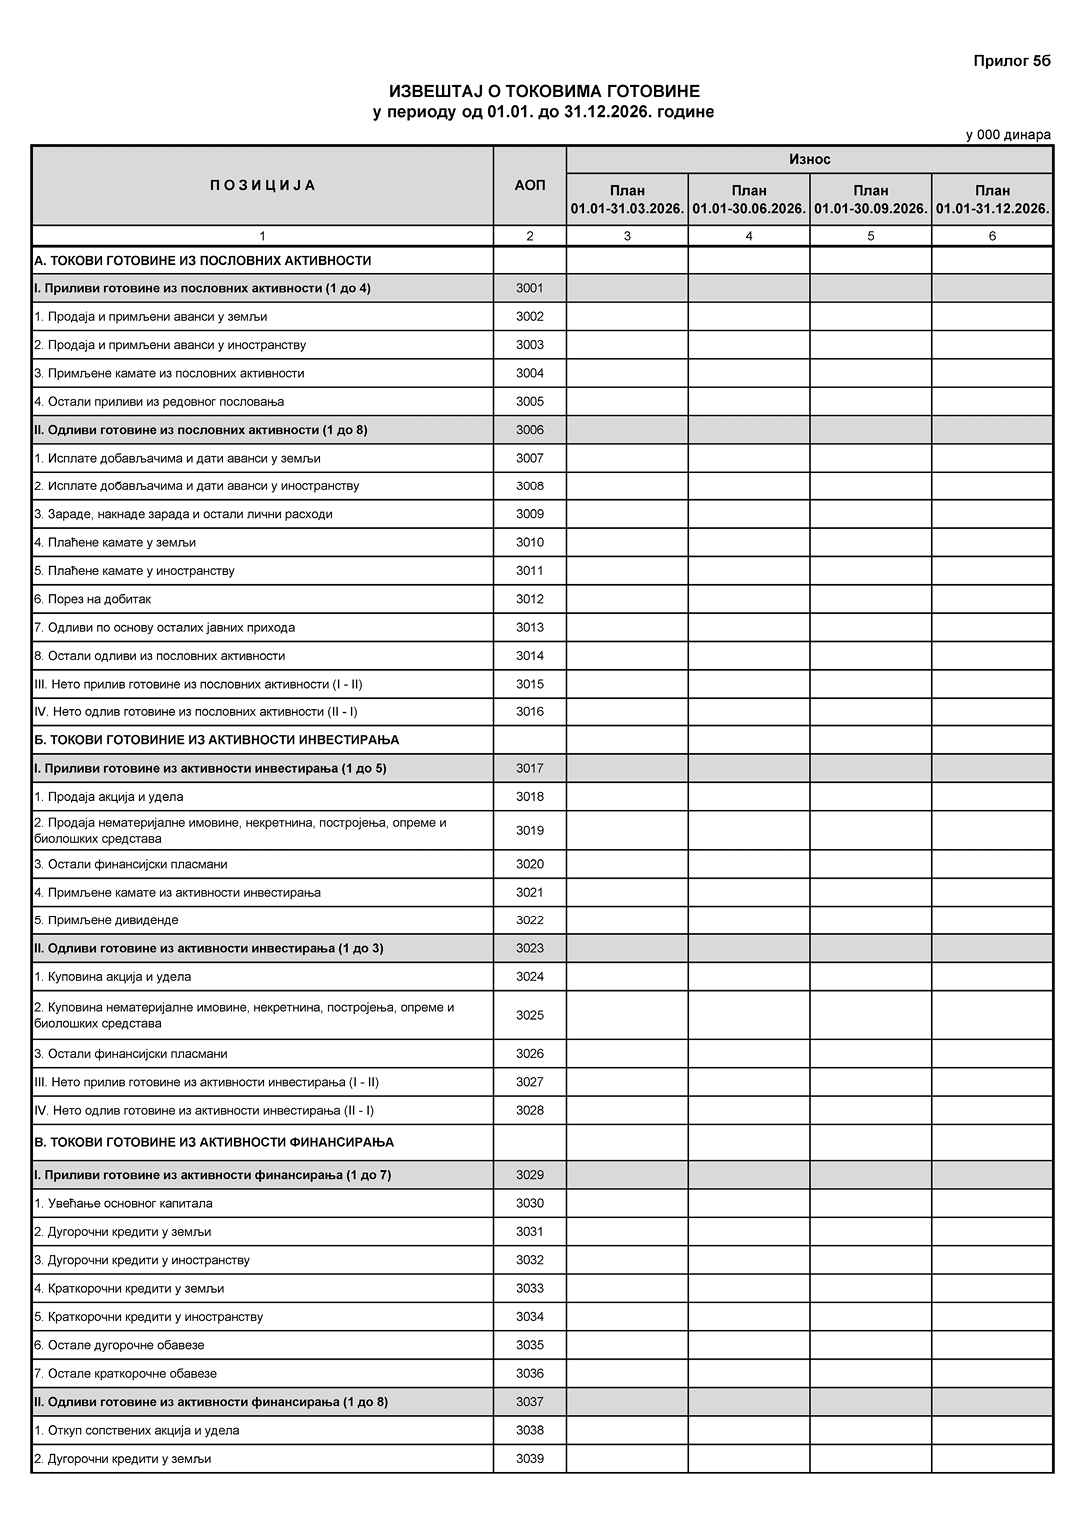 Прилог 5б
ИЗВЕШТАЈ О ТОКОВИМА ГОТОВИНЕ
у периоду од 01.01. до 31.12.2026. године
у 000 динара
П О З И Ц И Ј А
АОП
Износ
План
01.01-31.03.2026.
План
01.01-30.06.2026.
План
01.01-30.09.2026.
План
01.01-31.12.2026.
1 2 3 4 5 6
А. ТОКОВИ ГОТОВИНЕ ИЗ ПОСЛОВНИХ АКТИВНОСТИ
I. Приливи готовине из пословних активности (1 до 4) 3001
1. Продаја и примљени аванси у земљи 3002
2. Продаја и примљени аванси у иностранству 3003
3. Примљене камате из пословних активности 3004
4. Остали приливи из редовног пословања 3005
II. Одливи готовине из пословних активности (1 до 8) 3006
1. Исплате добављачима и дати аванси у земљи 3007
2. Исплате добављачима и дати аванси у иностранству 3008
3. Зараде, накнаде зарада и остали лични расходи 3009
4. Плаћене камате у земљи 3010
5. Плаћене камате у иностранству 3011
6. Порез на добитак 3012
7. Одливи по основу осталих јавних прихода 3013
8. Остали одливи из пословних активности 3014
III. Нето прилив готовине из пословних активности (I - II) 3015
IV. Нето одлив готовине из пословних активности (II - I) 3016
Б. ТОКОВИ ГОТОВИНИЕ ИЗ АКТИВНОСТИ ИНВЕСТИРАЊА
I. Приливи готовине из активности инвестирања (1 до 5) 3017
1. Продаја акција и удела 3018
2. Продаја нематеријалне имовине, некретнина, постројења, опреме и
биолошких средстава 3019
3. Остали финансијски пласмани 3020
4. Примљене камате из активности инвестирања 3021
5. Примљене дивиденде 3022
II. Одливи готовине из активности инвестирања (1 до 3) 3023
1. Куповина акција и удела 3024
2. Куповина нематеријалне имовине, некретнина, постројења, опреме и
биолошких средстава 3025
3. Остали финансијски пласмани 3026
III. Нето прилив готовине из активности инвестирања (I - II) 3027
IV. Нето одлив готовине из активности инвестирања (II - I) 3028
В. ТОКОВИ ГОТОВИНЕ ИЗ АКТИВНОСТИ ФИНАНСИРАЊА
I. Приливи готовине из активности финансирања (1 до 7) 3029
1. Увећање основног капитала 3030
2. Дугорочни кредити у земљи 3031
3. Дугорочни кредити у иностранству 3032
4. Краткорочни кредити у земљи 3033
5. Краткорочни кредити у иностранству 3034
6. Остале дугорочне обавезе 3035
7. Остале краткорочне обавезе 3036
II. Одливи готовине из активности финансирања (1 до 8) 3037
1. Откуп сопствених акција и удела 3038
2. Дугорочни кредити у земљи 3039